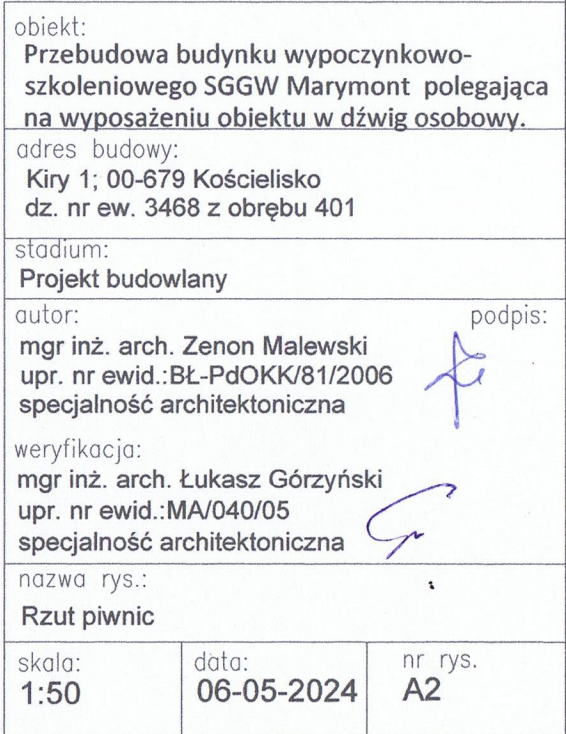 obiekt:
Przebudowa budynku wypoczynkowo-
szkoleniowego SGGW Marymont polegająca
na wyposażeniu obiektu w dźwig osobowy.
adres budowy:
Kiry 1; 00-679 Kościelisko
dz. nr ew. 3468 z obrębu 401
stadium:
Projekt budowlany
autor: podpis:
mgr inż. arch. Zenon Malewski
upr. nr ewid.:BŁ-PdOKK/81/2006
specjalność architektoniczna
weryfikacja:
mgr inż. arch. Łukasz Górzyński
upr. nr ewid.:MA/040/05
specjalność architektoniczna
nazwa rys.:
Rzut piwnic
skala: data: nr rys.
1:50 06-05-2024 A2